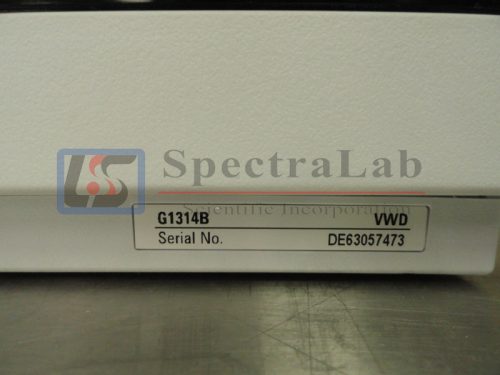 SpectraLab
Scientific Incorporation
G1314B VWD
Serial No. DE63057473